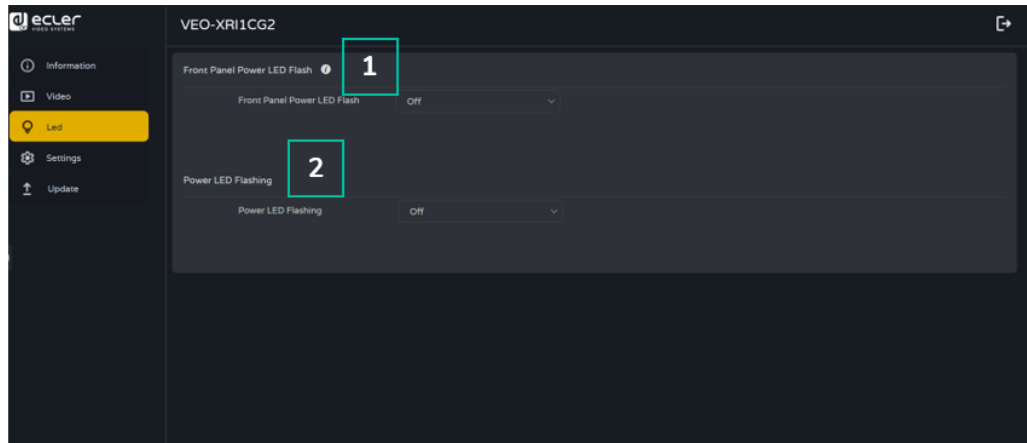 ecler
VIDEO SYSTEMS
VEO-XRI1CG2
Information
Video
Led
Settings
Update
Front Panel Power LED Flash
1
Front Panel Power LED Flash Off
2
Power LED Flashing
Power LED Flashing Off